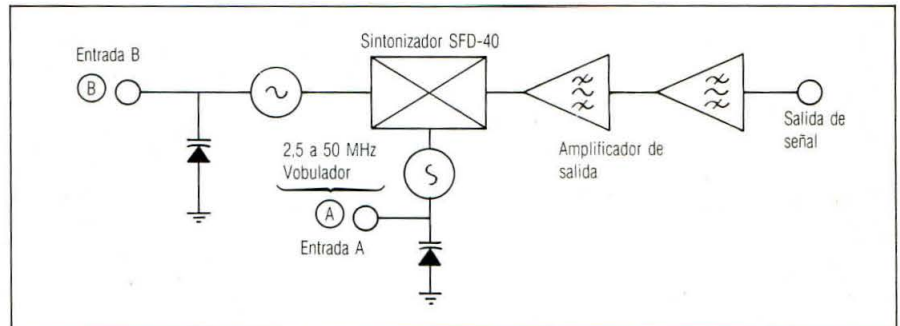 Sintonizador SFD-40
Entrada B
B
2,5 a 50 MHz
Vobulador
A
Entrada A
Amplificador de
salida
Salida de
señal